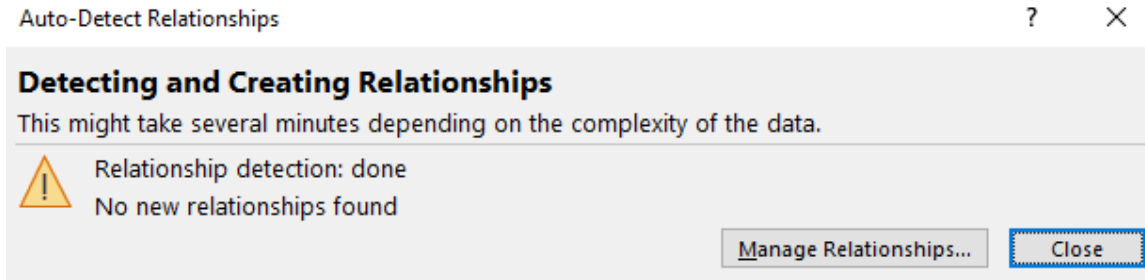 Auto-Detect Relationships ? ✕
Detecting and Creating Relationships
This might take several minutes depending on the complexity of the data.
Relationship detection: done
No new relationships found
Manage Relationships... Close